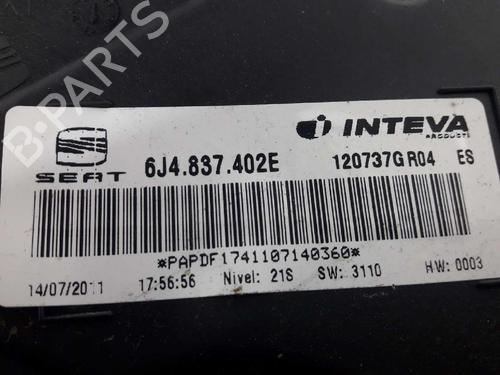 B-PARTS
INTEVA
PRODUCTS
SEAT
6J4.837.402E
120737G R04 ES
*PAPDF1741107140360*
14/07/2011 17:56:56 Nivel: 21S SW: 3110 HW: 0003